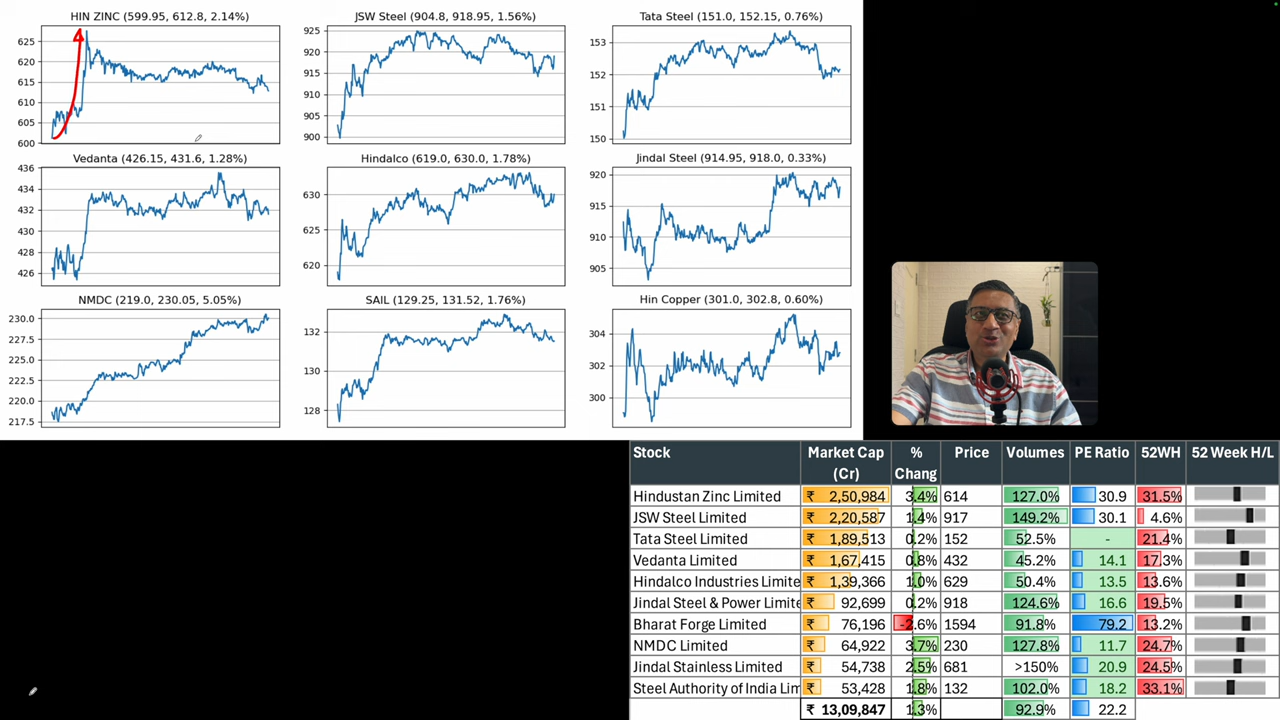 HIN ZINC (599.95, 612.8, 2.14%)
625
620
615
610
605
600
JSW Steel (904.8, 918.95, 1.56%)
925
920
915
910
905
900
Tata Steel (151.0, 152.15, 0.76%)
153
152
151
150
Vedanta (426.15, 431.6, 1.28%)
436
434
432
430
428
426
Hindalco (619.0, 630.0, 1.78%)
630
625
620
Jindal Steel (914.95, 918.0, 0.33%)
920
915
910
905
NMDC (219.0, 230.05, 5.05%)
230.0
227.5
225.0
222.5
220.0
217.5
SAIL (129.25, 131.52, 1.76%)
132
130
128
Hin Copper (301.0, 302.8, 0.60%)
304
302
300
Stock Market Cap (Cr) % Chang Price Volumes PE Ratio 52WH 52 Week H/L
Hindustan Zinc Limited ₹ 2,50,984 3.4% 614 127.0% 30.9 31.5%
JSW Steel Limited ₹ 2,20,587 1.4% 917 149.2% 30.1 4.6%
Tata Steel Limited ₹ 1,89,513 0.2% 152 52.5% - 21.4%
Vedanta Limited ₹ 1,67,415 0.8% 432 45.2% 14.1 17.3%
Hindalco Industries Limite ₹ 1,39,366 1.0% 629 50.4% 13.5 13.6%
Jindal Steel & Power Limite ₹ 92,699 0.2% 918 124.6% 16.6 19.5%
Bharat Forge Limited ₹ 76,196 -2.6% 1594 91.8% 79.2 13.2%
NMDC Limited ₹ 64,922 3.7% 230 127.8% 11.7 24.7%
Jindal Stainless Limited ₹ 54,738 2.5% 681 >150% 20.9 24.5%
Steel Authority of India Lim ₹ 53,428 1.8% 132 102.0% 18.2 33.1%
₹ 13,09,847 1.3% 92.9% 22.2